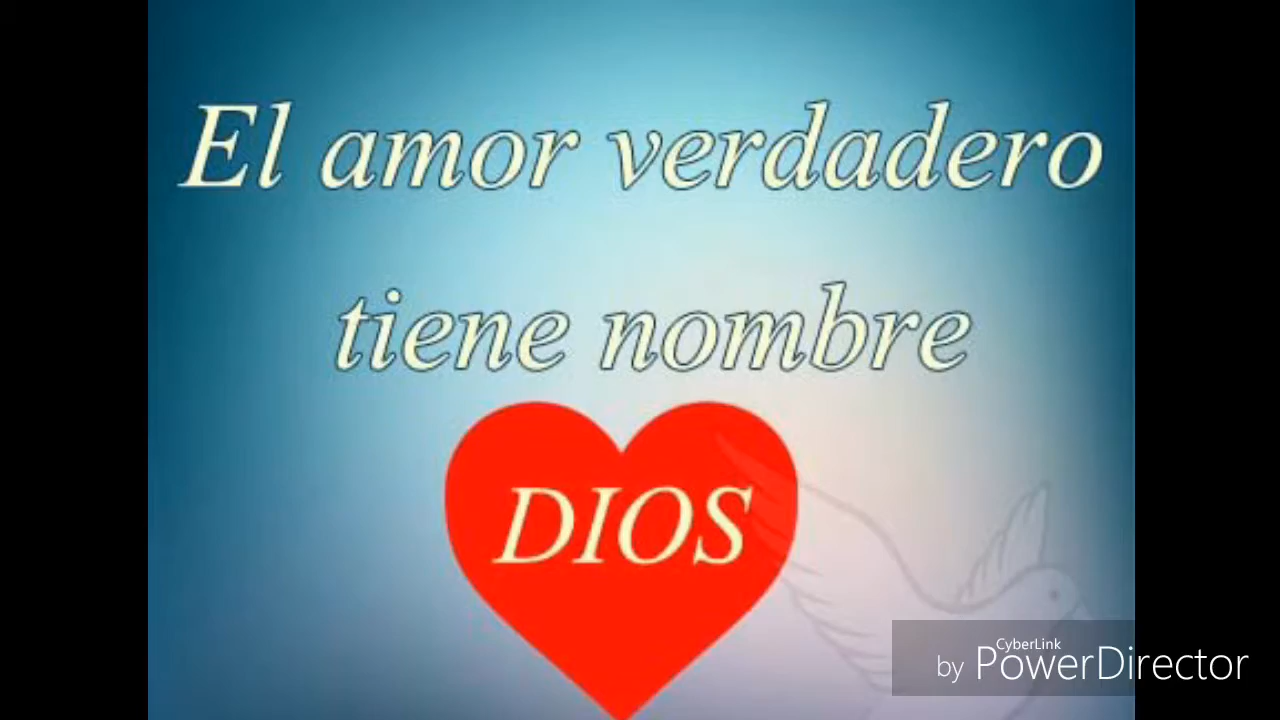 El amor verdadero
tiene nombre
DIOS
CyberLink
by PowerDirector